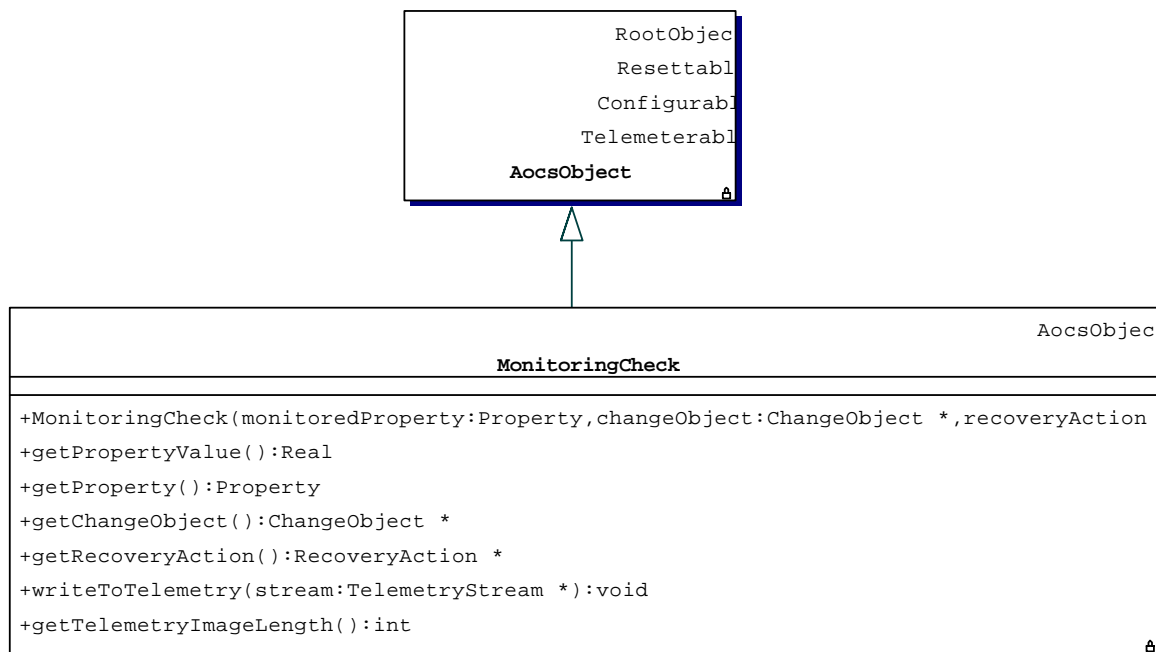 RootObjec
Resettabl
Configurabl
Telemeterabl
AocsObject
AocsObjec
MonitoringCheck
+MonitoringCheck(monitoredProperty:Property,changeObject:ChangeObject *,recoveryAction
+getPropertyValue():Real
+getProperty():Property
+getChangeObject():ChangeObject *
+getRecoveryAction():RecoveryAction *
+writeToTelemetry(stream:TelemetryStream *):void
+getTelemetryImageLength():int